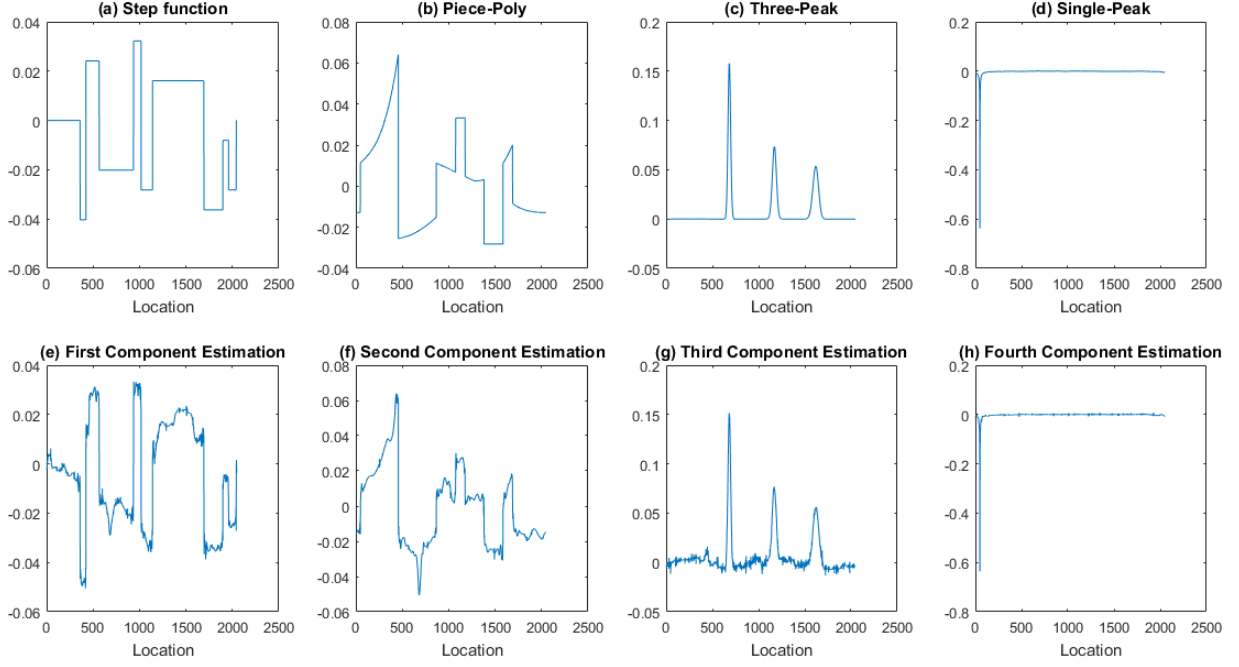 (a) Step function
(b) Piece-Poly
(c) Three-Peak
(d) Single-Peak
0.04
0.02
0
-0.02
-0.04
-0.06
0 500 1000 1500 2000 2500
Location
0.08
0.06
0.04
0.02
0
-0.02
-0.04
0 500 1000 1500 2000 2500
Location
0.2
0.15
0.1
0.05
0
-0.05
0 500 1000 1500 2000 2500
Location
0.2
0
-0.2
-0.4
-0.6
-0.8
0 500 1000 1500 2000 2500
Location
(e) First Component Estimation
(f) Second Component Estimation
(g) Third Component Estimation
(h) Fourth Component Estimation
0.04
0.02
0
-0.02
-0.04
-0.06
0 500 1000 1500 2000 2500
Location
0.08
0.06
0.04
0.02
0
-0.02
-0.04
-0.06
0 500 1000 1500 2000 2500
Location
0.2
0.15
0.1
0.05
0
-0.05
0 500 1000 1500 2000 2500
Location
0.2
0
-0.2
-0.4
-0.6
-0.8
0 500 1000 1500 2000 2500
Location